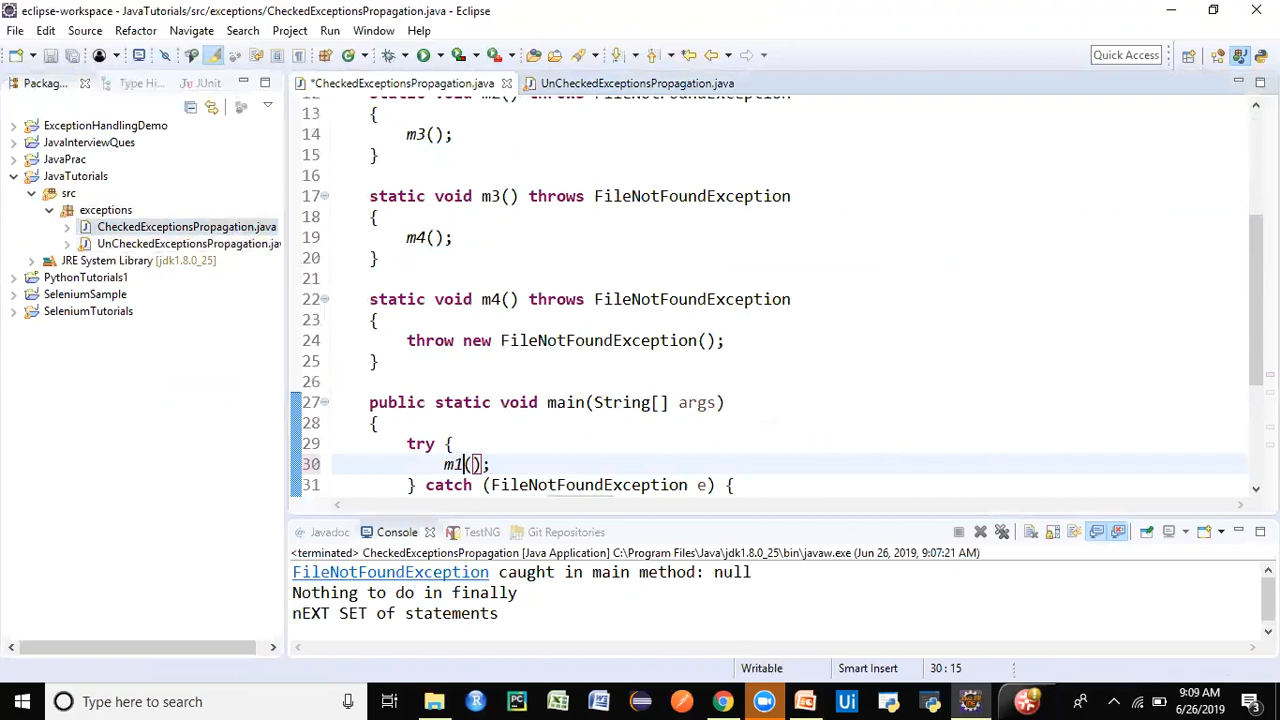 eclipse-workspace - JavaTutorials/src/exceptions/CheckedExceptionsPropagation.java - Eclipse
File Edit Source Refactor Navigate Search Project Run Window Help
Quick Access
Packag... Type Hi... JUnit
*CheckedExceptionsPropagation.java UnCheckedExceptionsPropagation.java
ExceptionHandlingDemo
JavaInterviewQues
JavaPrac
JavaTutorials
src
exceptions
CheckedExceptionsPropagation.java
UnCheckedExceptionsPropagation.jav
JRE System Library [jdk1.8.0_25]
PythonTutorials1
SeleniumSample
SeleniumTutorials
12 static void m2() throws FileNotFoundException
13 {
14 m3();
15 }
16
17 static void m3() throws FileNotFoundException
18 {
19 m4();
20 }
21
22 static void m4() throws FileNotFoundException
23 {
24 throw new FileNotFoundException();
25 }
26
27 public static void main(String[] args)
28 {
29 try {
30 m1();
31 } catch (FileNotFoundException e) {
Javadoc Console TestNG Git Repositories
<terminated> CheckedExceptionsPropagation [Java Application] C:\Program Files\Java\jdk1.8.0_25\bin\javaw.exe (Jun 26, 2019, 9:07:21 AM)
FileNotFoundException caught in main method: null
Nothing to do in finally
nEXT SET of statements
Writable Smart Insert 30 : 15
Type here to search
9:09 AM
6/26/2019